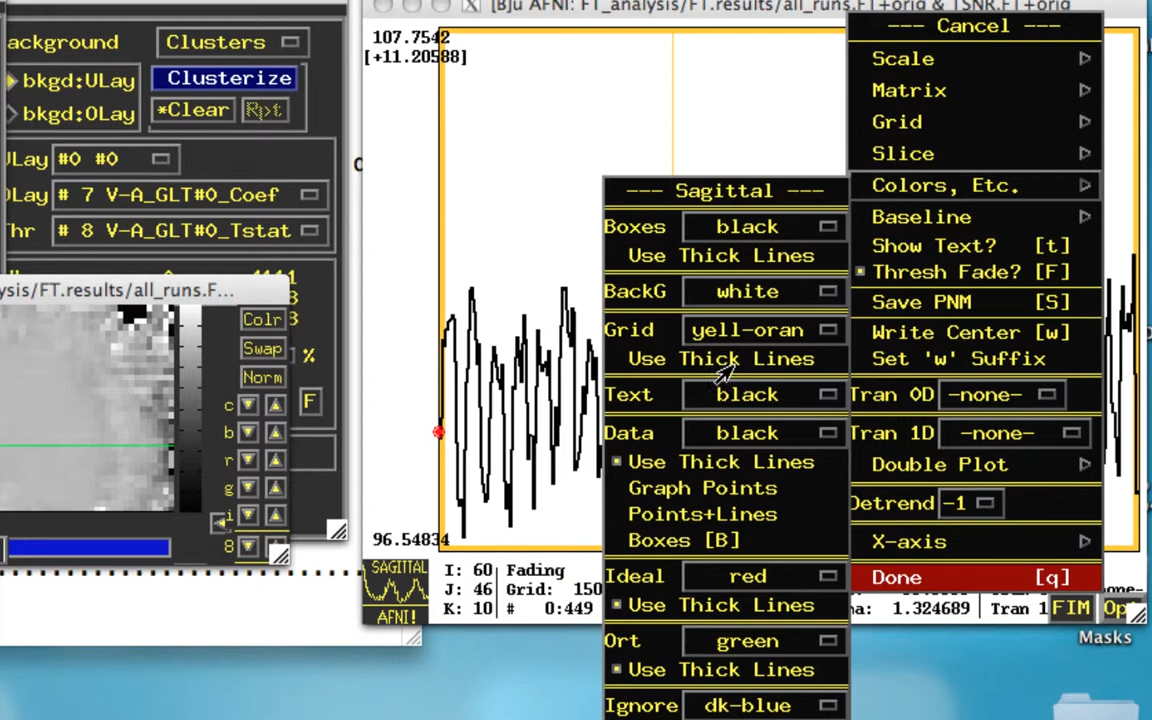 [Bju AFNI: FT_analysis/FT.results/all_runs.FT+orig & TSNR.FT+orig
ackground Clusters
bkgd:ULay Clusterize
bkgd:OLay *Clear Rpt
ULay #0 #0
OLay # 7 V-A_GLT#0_Coef
Thr # 8 V-A_GLT#0_Tstat
ysis/FT.results/all_runs.F...
Colr
Swap
Norm
%
F
c
b
r
g
i
8
107.7542
[+11.20588]
96.54834
SAGITTAL
AFNI!
I: 60
J: 46
K: 10
Fading
Grid: 150
# 0:449
--- Sagittal ---
Boxes black
Use Thick Lines
BackG white
Grid yell-oran
Use Thick Lines
Text black
Data black
Use Thick Lines
Graph Points
Points+Lines
Boxes [B]
Ideal red
Use Thick Lines
Ort green
Use Thick Lines
Ignore dk-blue
--- Cancel ---
Scale
Matrix
Grid
Slice
Colors, Etc.
Baseline
Show Text? [t]
Thresh Fade? [F]
Save PNM [S]
Write Center [w]
Set 'w' Suffix
Tran 0D -none-
Tran 1D -none-
Double Plot
Detrend -1
X-axis
Done [q]
ma: 1.324689
Tran 1
FIM
Op
Masks